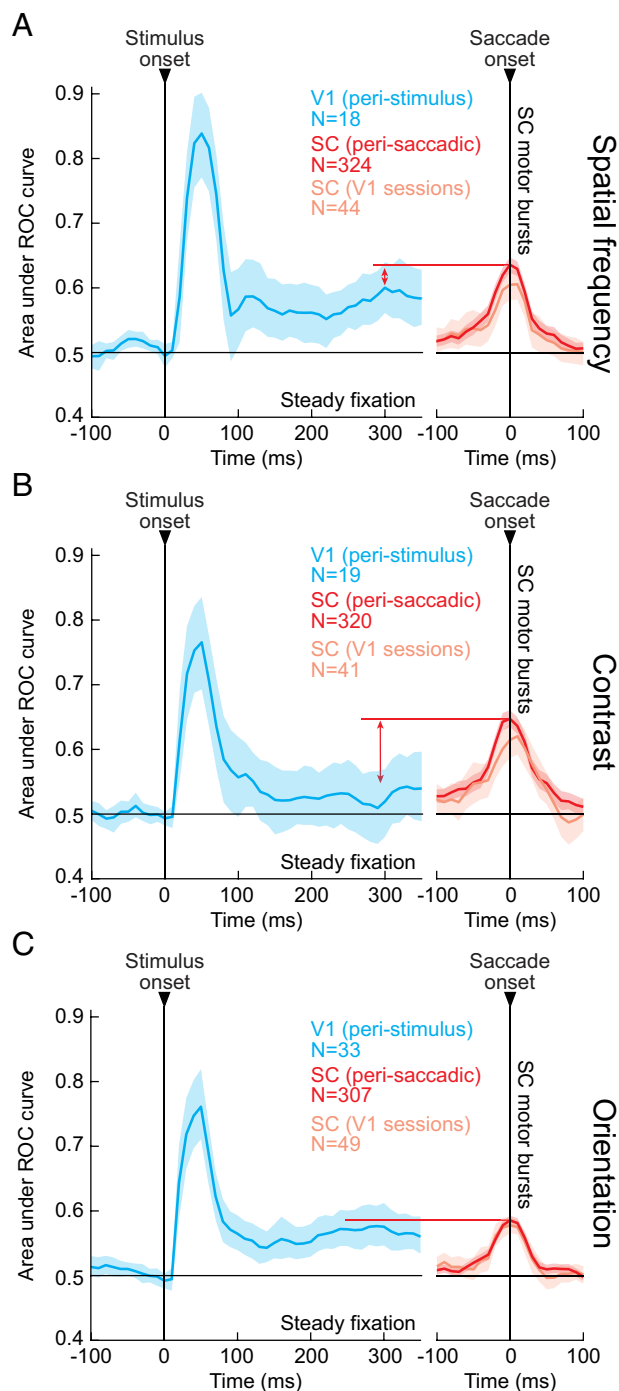 A
Stimulus
onset
Saccade
onset
0.9
0.8
0.7
0.6
0.5
0.4
Area under ROC curve
V1 (peri-stimulus)
N=18
SC (peri-saccadic)
N=324
SC (V1 sessions)
N=44
SC motor bursts
Spatial frequency
Steady fixation
-100 0 100 200 300 -100 0 100
Time (ms) Time (ms)
B
Stimulus
onset
Saccade
onset
0.9
0.8
0.7
0.6
0.5
0.4
Area under ROC curve
V1 (peri-stimulus)
N=19
SC (peri-saccadic)
N=320
SC (V1 sessions)
N=41
SC motor bursts
Contrast
Steady fixation
-100 0 100 200 300 -100 0 100
Time (ms) Time (ms)
C
Stimulus
onset
Saccade
onset
0.9
0.8
0.7
0.6
0.5
0.4
Area under ROC curve
V1 (peri-stimulus)
N=33
SC (peri-saccadic)
N=307
SC (V1 sessions)
N=49
SC motor bursts
Orientation
Steady fixation
-100 0 100 200 300 -100 0 100
Time (ms) Time (ms)